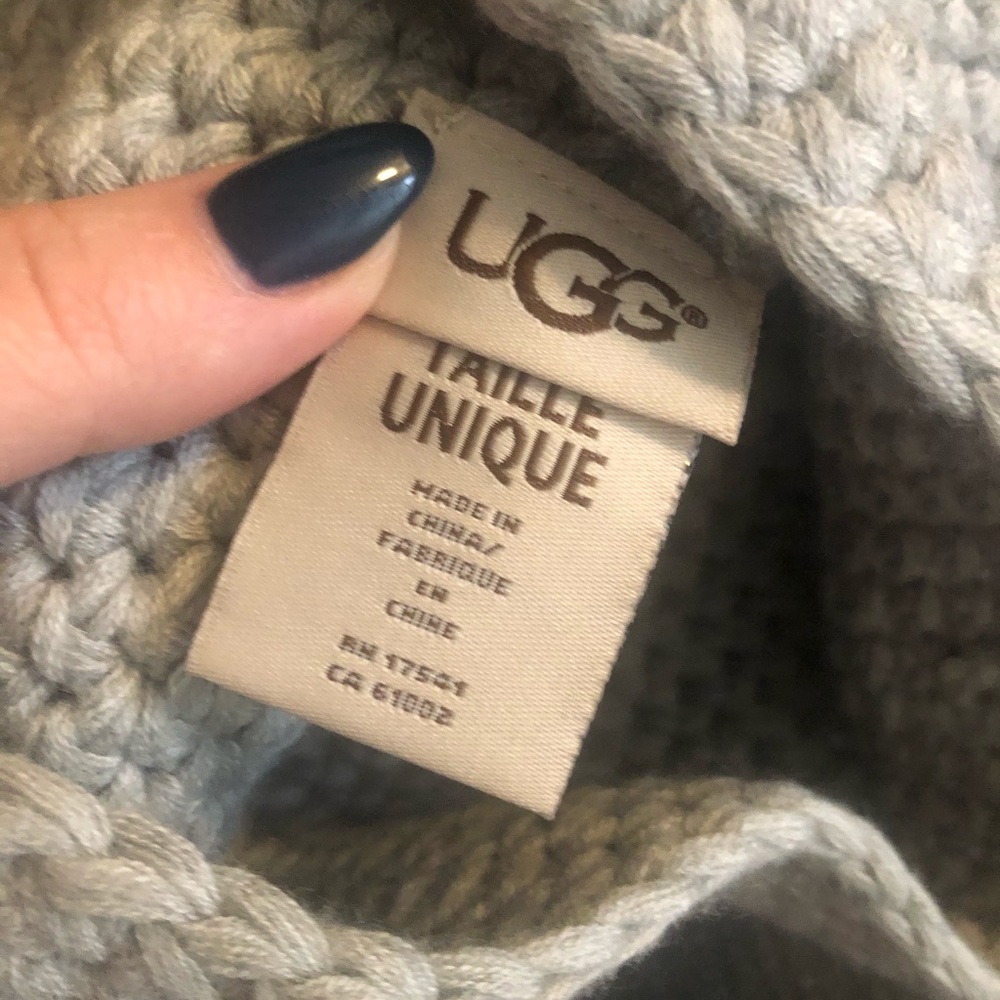 UGG®
TAILLE
UNIQUE
MADE IN
CHINA/
FABRIQUE
EN
CHINE
RN 17541
CA 61002